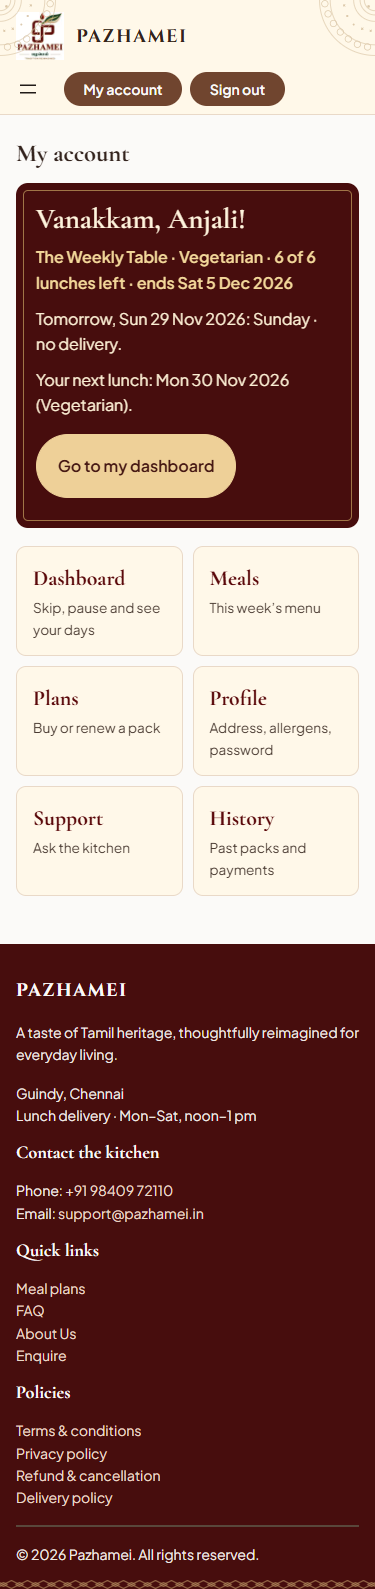 PAZHAMEI
PAZHAMEI
My account
Sign out
My account
Vanakkam, Anjali!
The Weekly Table · Vegetarian · 6 of 6
lunches left · ends Sat 5 Dec 2026
Tomorrow, Sun 29 Nov 2026: Sunday ·
no delivery.
Your next lunch: Mon 30 Nov 2026
(Vegetarian).
Go to my dashboard
Dashboard
Skip, pause and see
your days
Meals
This week's menu
Plans
Buy or renew a pack
Profile
Address, allergens,
password
Support
Ask the kitchen
History
Past packs and
payments
PAZHAMEI
A taste of Tamil heritage, thoughtfully reimagined for
everyday living.
Guindy, Chennai
Lunch delivery · Mon–Sat, noon–1 pm
Contact the kitchen
Phone: +91 98409 72110
Email: support@pazhamei.in
Quick links
Meal plans
FAQ
About Us
Enquire
Policies
Terms & conditions
Privacy policy
Refund & cancellation
Delivery policy
© 2026 Pazhamei. All rights reserved.